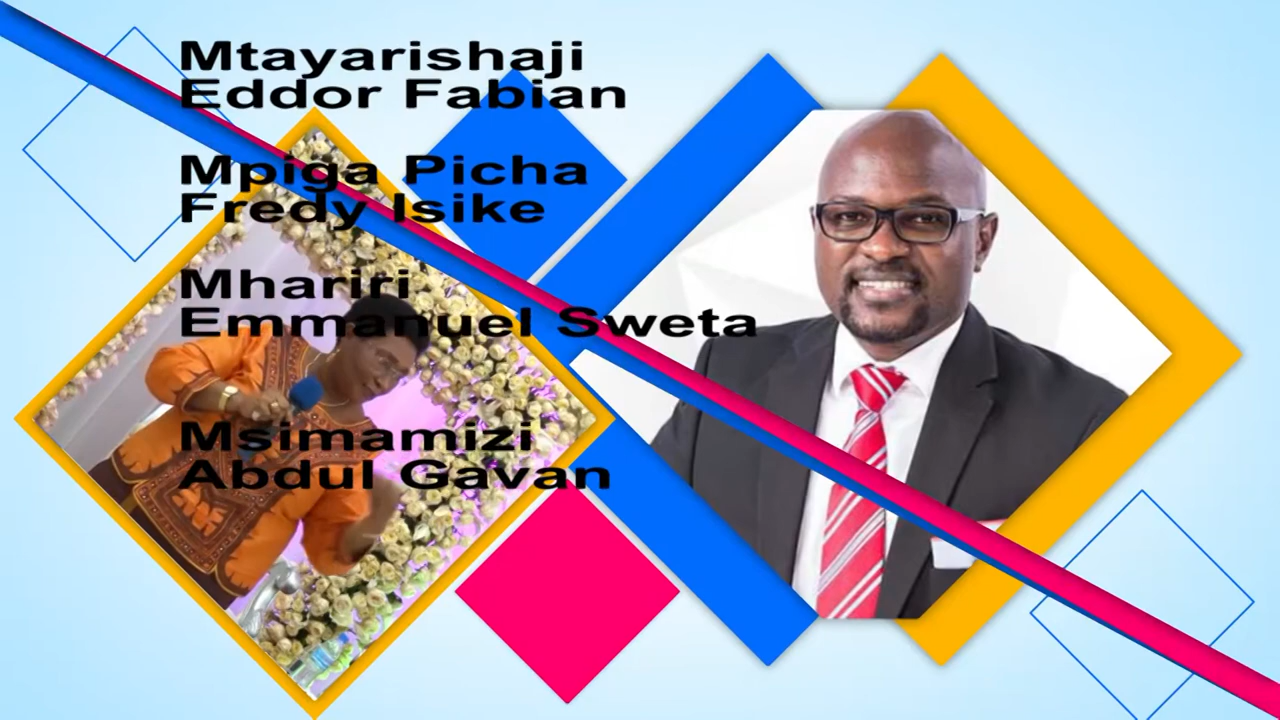 Mtayarishaji
Eddor Fabian
Mpiga Picha
Fredy Isike
Mhariri
Emmanuel Sweta
Msimamizi
Abdul Gavan